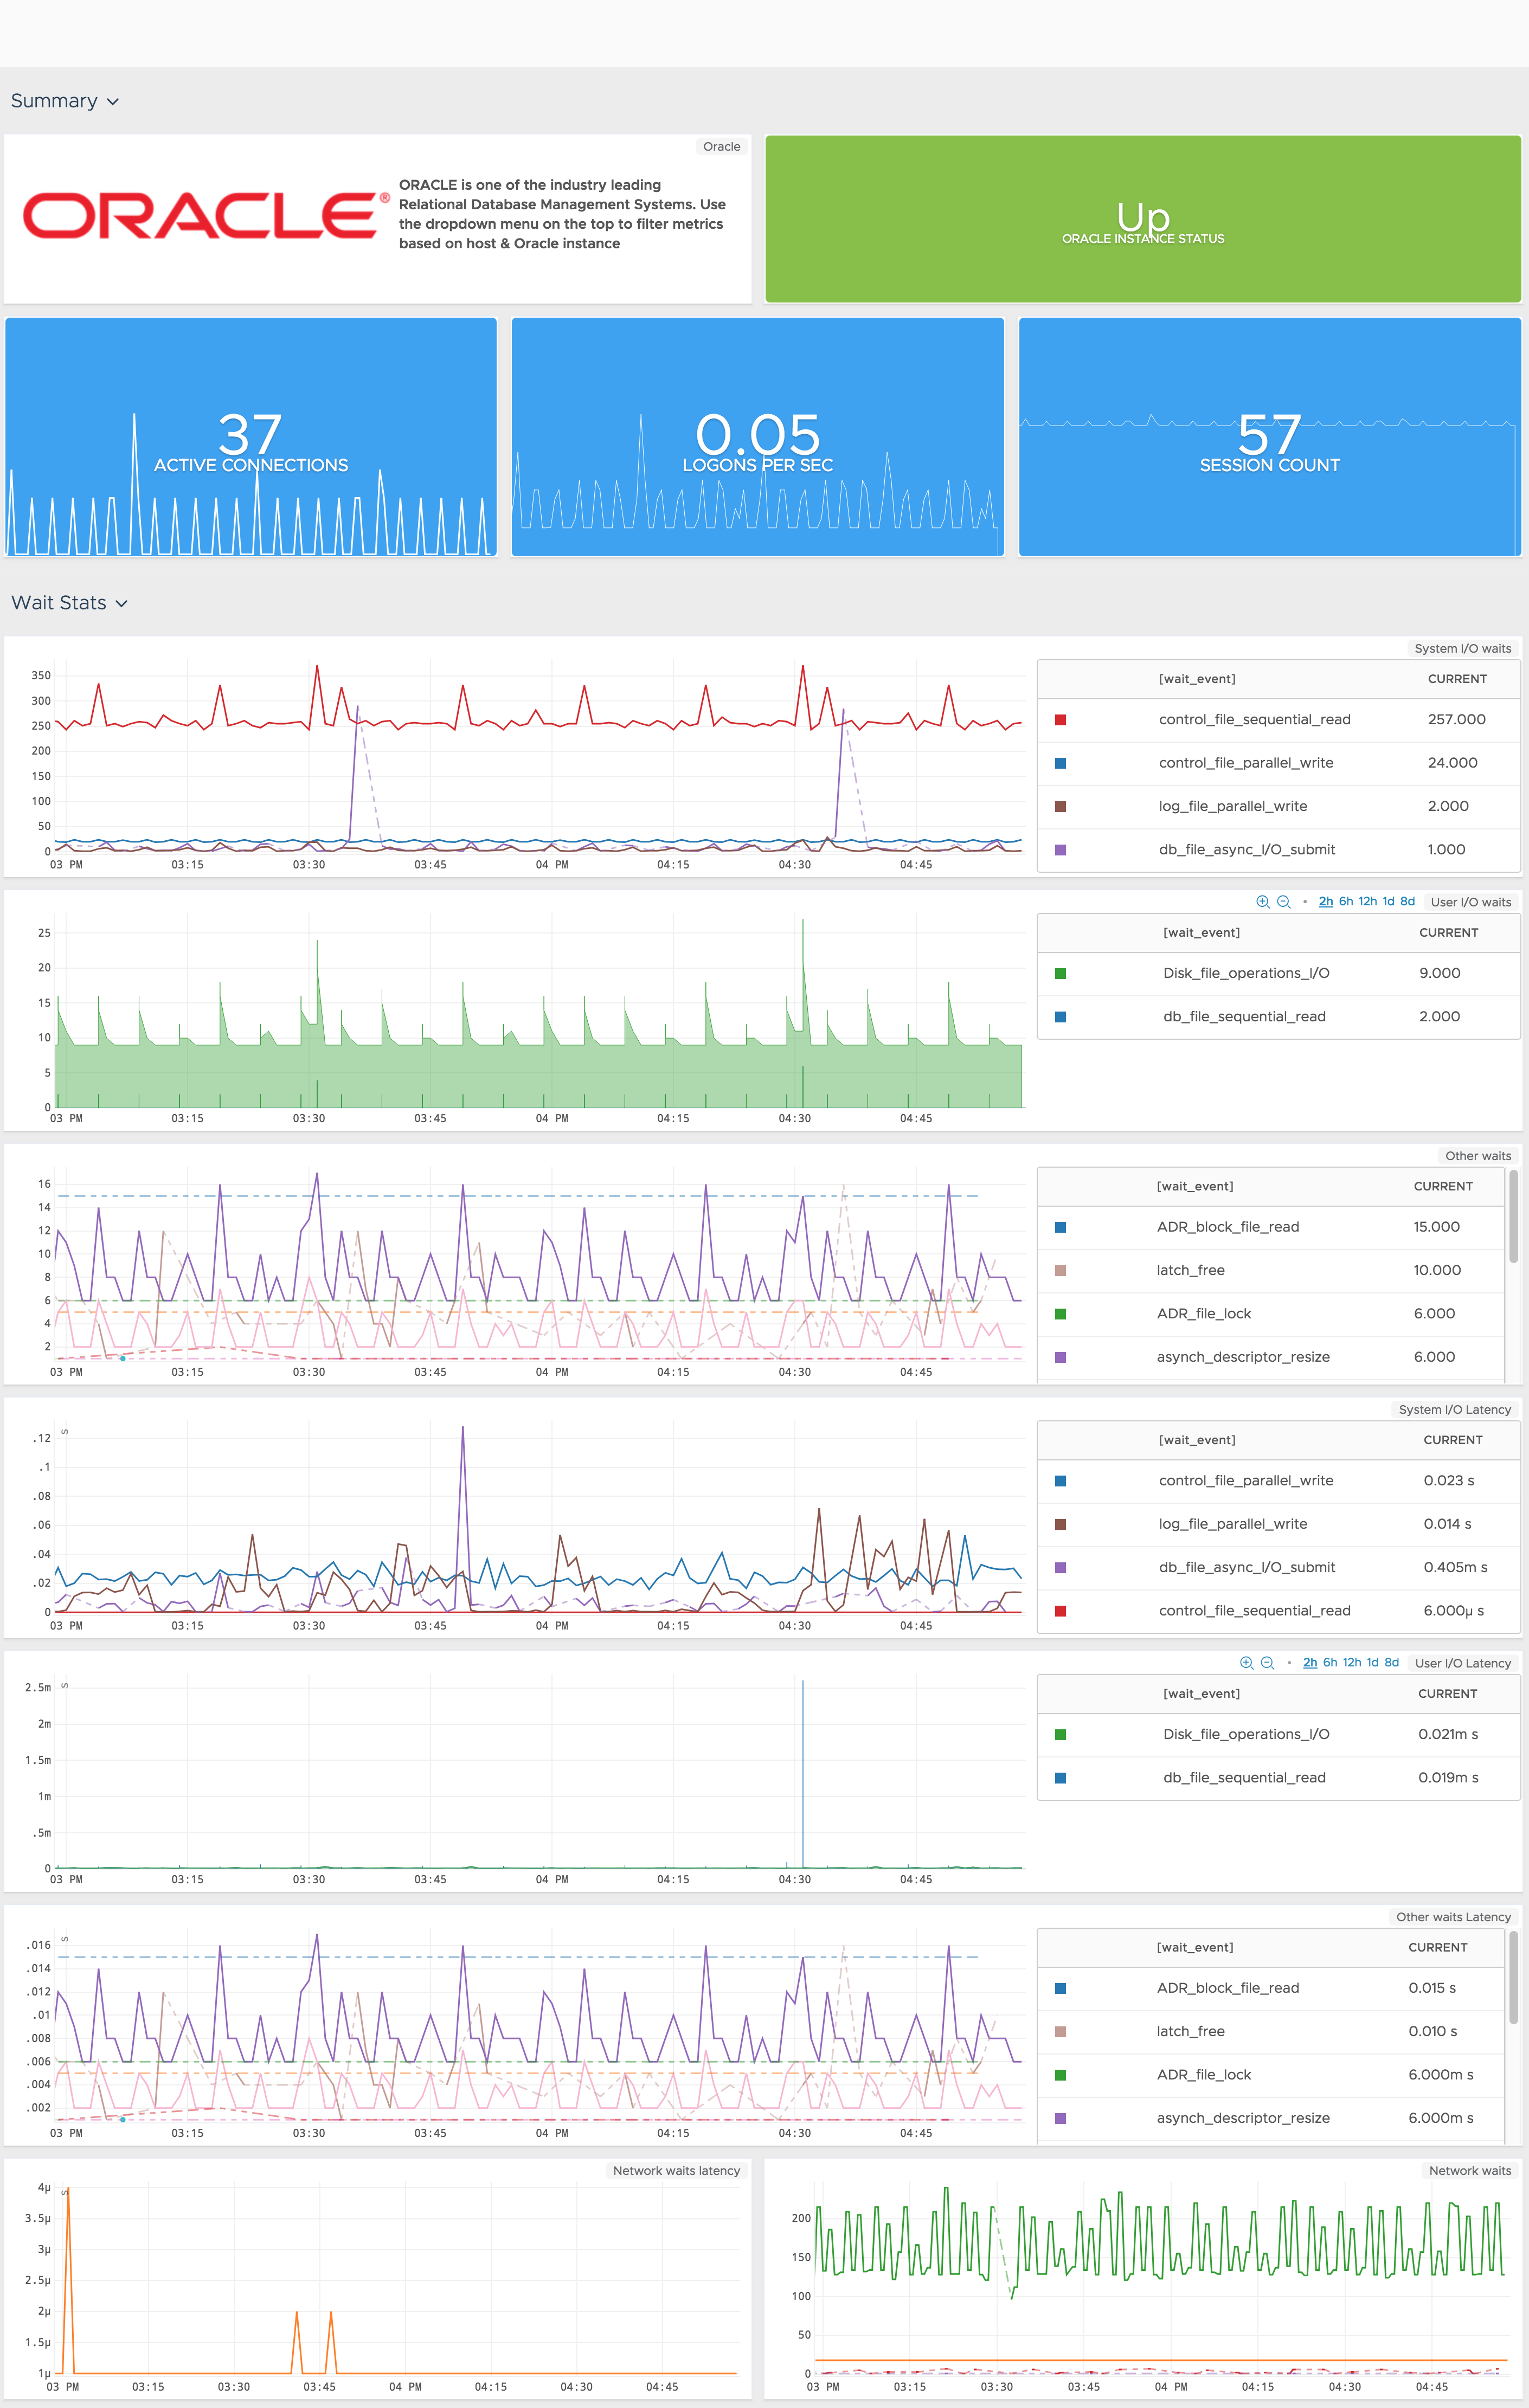 Summary
Oracle
ORACLE®
ORACLE is one of the industry leading
Relational Database Management Systems. Use
the dropdown menu on the top to filter metrics
based on host & Oracle instance
Up
ORACLE INSTANCE STATUS
37
ACTIVE CONNECTIONS
0.05
LOGONS PER SEC
57
SESSION COUNT
Wait Stats
System I/O waits
350
300
250
200
150
100
50
0
03 PM 03:15 03:30 03:45 04 PM 04:15 04:30 04:45
[wait_event] CURRENT
control_file_sequential_read 257.000
control_file_parallel_write 24.000
log_file_parallel_write 2.000
db_file_async_I/O_submit 1.000
2h 6h 12h 1d 8d User I/O waits
25
20
15
10
5
0
03 PM 03:15 03:30 03:45 04 PM 04:15 04:30 04:45
[wait_event] CURRENT
Disk_file_operations_I/O 9.000
db_file_sequential_read 2.000
Other waits
16
14
12
10
8
6
4
2
03 PM 03:15 03:30 03:45 04 PM 04:15 04:30 04:45
[wait_event] CURRENT
ADR_block_file_read 15.000
latch_free 10.000
ADR_file_lock 6.000
asynch_descriptor_resize 6.000
System I/O Latency
s
.12
.1
.08
.06
.04
.02
0
03 PM 03:15 03:30 03:45 04 PM 04:15 04:30 04:45
[wait_event] CURRENT
control_file_parallel_write 0.023 s
log_file_parallel_write 0.014 s
db_file_async_I/O_submit 0.405m s
control_file_sequential_read 6.000µ s
2h 6h 12h 1d 8d User I/O Latency
s
2.5m
2m
1.5m
1m
.5m
0
03 PM 03:15 03:30 03:45 04 PM 04:15 04:30 04:45
[wait_event] CURRENT
Disk_file_operations_I/O 0.021m s
db_file_sequential_read 0.019m s
Other waits Latency
s
.016
.014
.012
.01
.008
.006
.004
.002
03 PM 03:15 03:30 03:45 04 PM 04:15 04:30 04:45
[wait_event] CURRENT
ADR_block_file_read 0.015 s
latch_free 0.010 s
ADR_file_lock 6.000m s
asynch_descriptor_resize 6.000m s
Network waits latency
s
4µ
3.5µ
3µ
2.5µ
2µ
1.5µ
1µ
03 PM 03:15 03:30 03:45 04 PM 04:15 04:30 04:45
Network waits
200
150
100
50
0
03 PM 03:15 03:30 03:45 04 PM 04:15 04:30 04:45